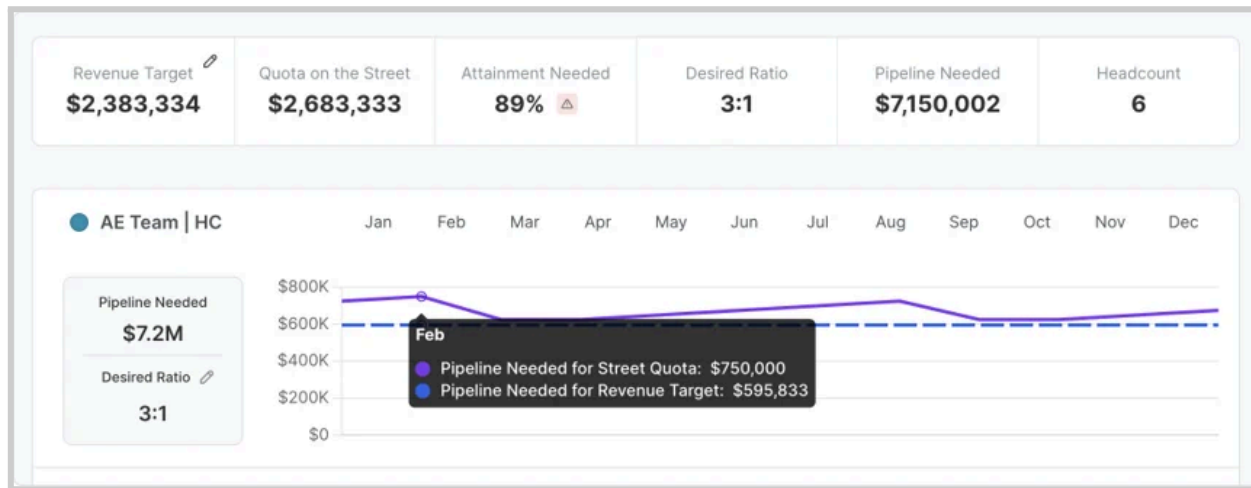 Revenue Target
$2,383,334
Quota on the Street
$2,683,333
Attainment Needed
89%
Desired Ratio
3:1
Pipeline Needed
$7,150,002
Headcount
6
AE Team | HC
Jan Feb Mar Apr May Jun Jul Aug Sep Oct Nov Dec
Pipeline Needed
$7.2M
Desired Ratio
3:1
$800K
$600K
$400K
$200K
$0
Feb
Pipeline Needed for Street Quota: $750,000
Pipeline Needed for Revenue Target: $595,833